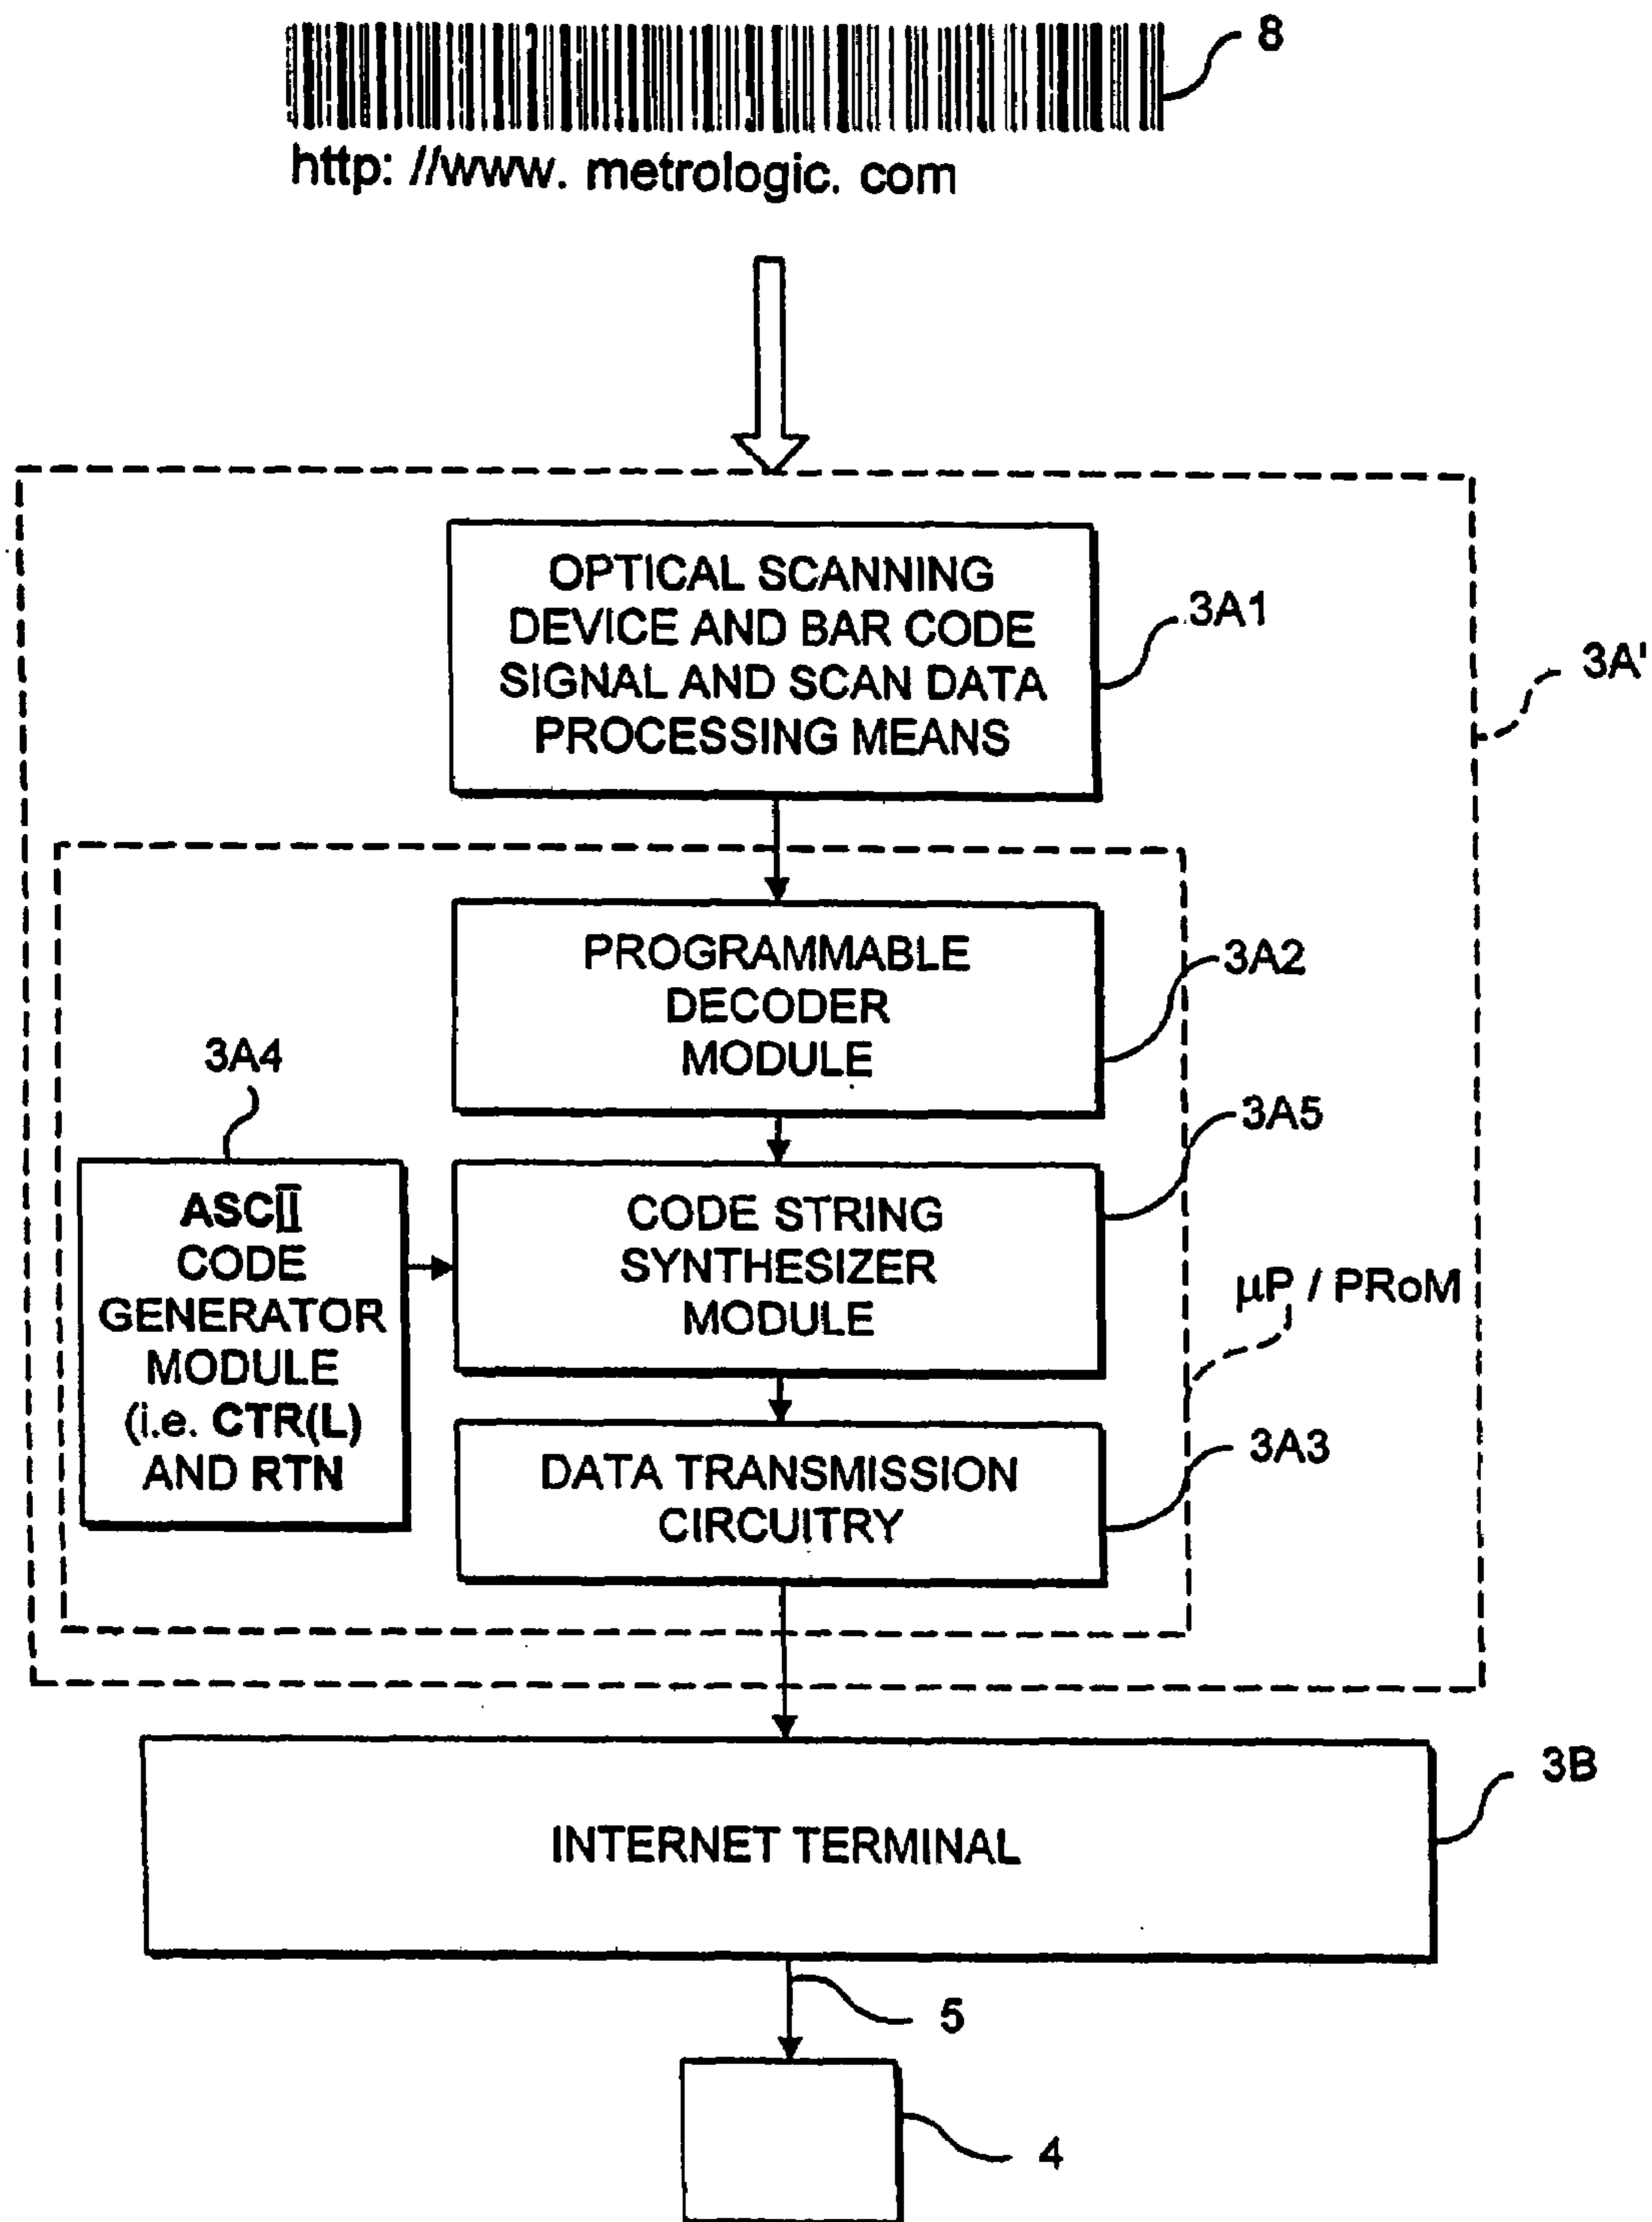 8
http: //www. metrologic. com
OPTICAL SCANNING
DEVICE AND BAR CODE
SIGNAL AND SCAN DATA
PROCESSING MEANS
3A1
3A'
PROGRAMMABLE
DECODER
MODULE
3A2
3A4
3A5
ASCII
CODE
GENERATOR
MODULE
(i.e. CTR(L)
AND RTN
CODE STRING
SYNTHESIZER
MODULE
µP / PRoM
DATA TRANSMISSION
CIRCUITRY
3A3
INTERNET TERMINAL
3B
5
4